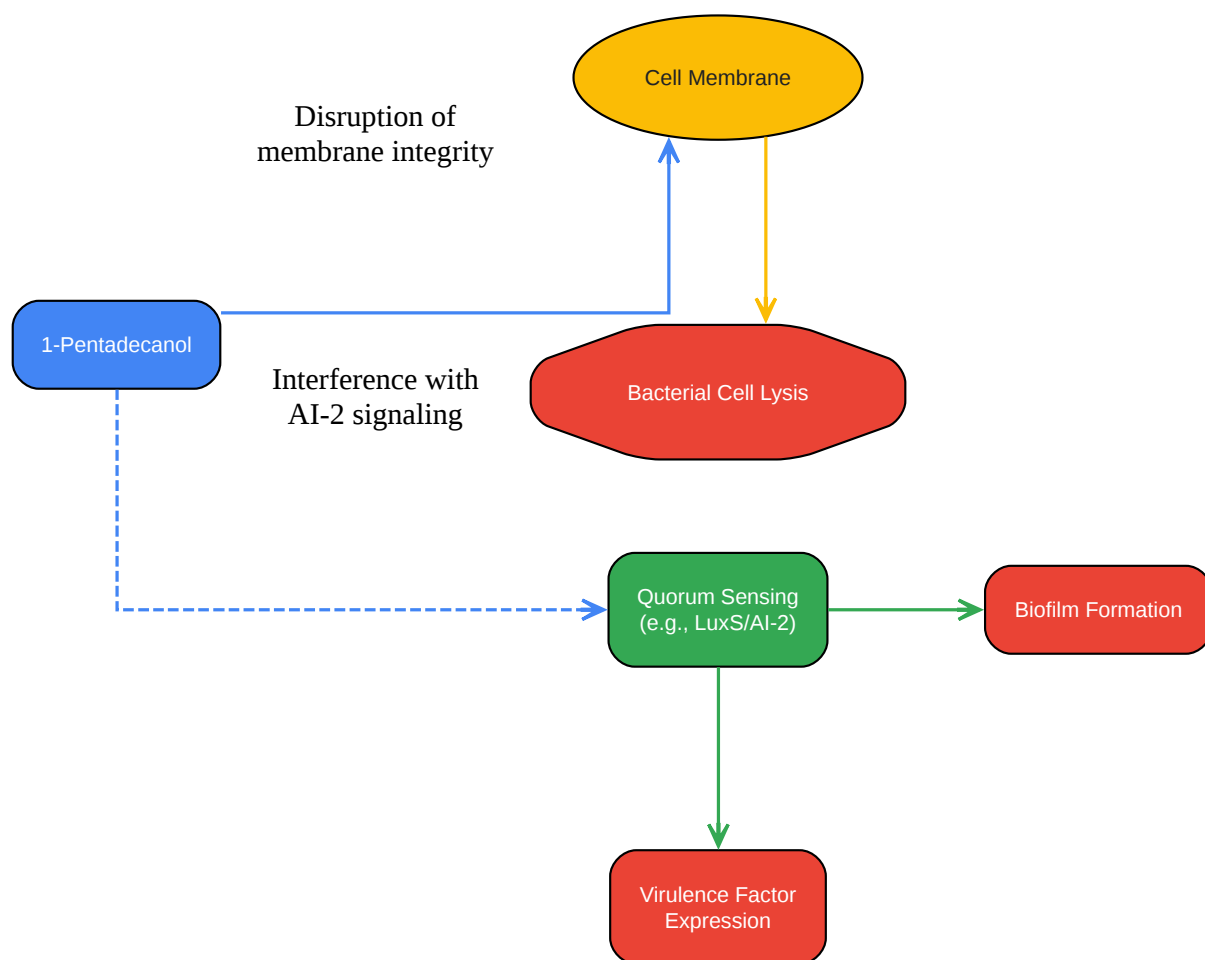 Cell Membrane
Disruption of
membrane integrity
1-Pentadecanol
Interference with
AI-2 signaling
Bacterial Cell Lysis
Quorum Sensing
(e.g., LuxS/AI-2)
Biofilm Formation
Virulence Factor
Expression